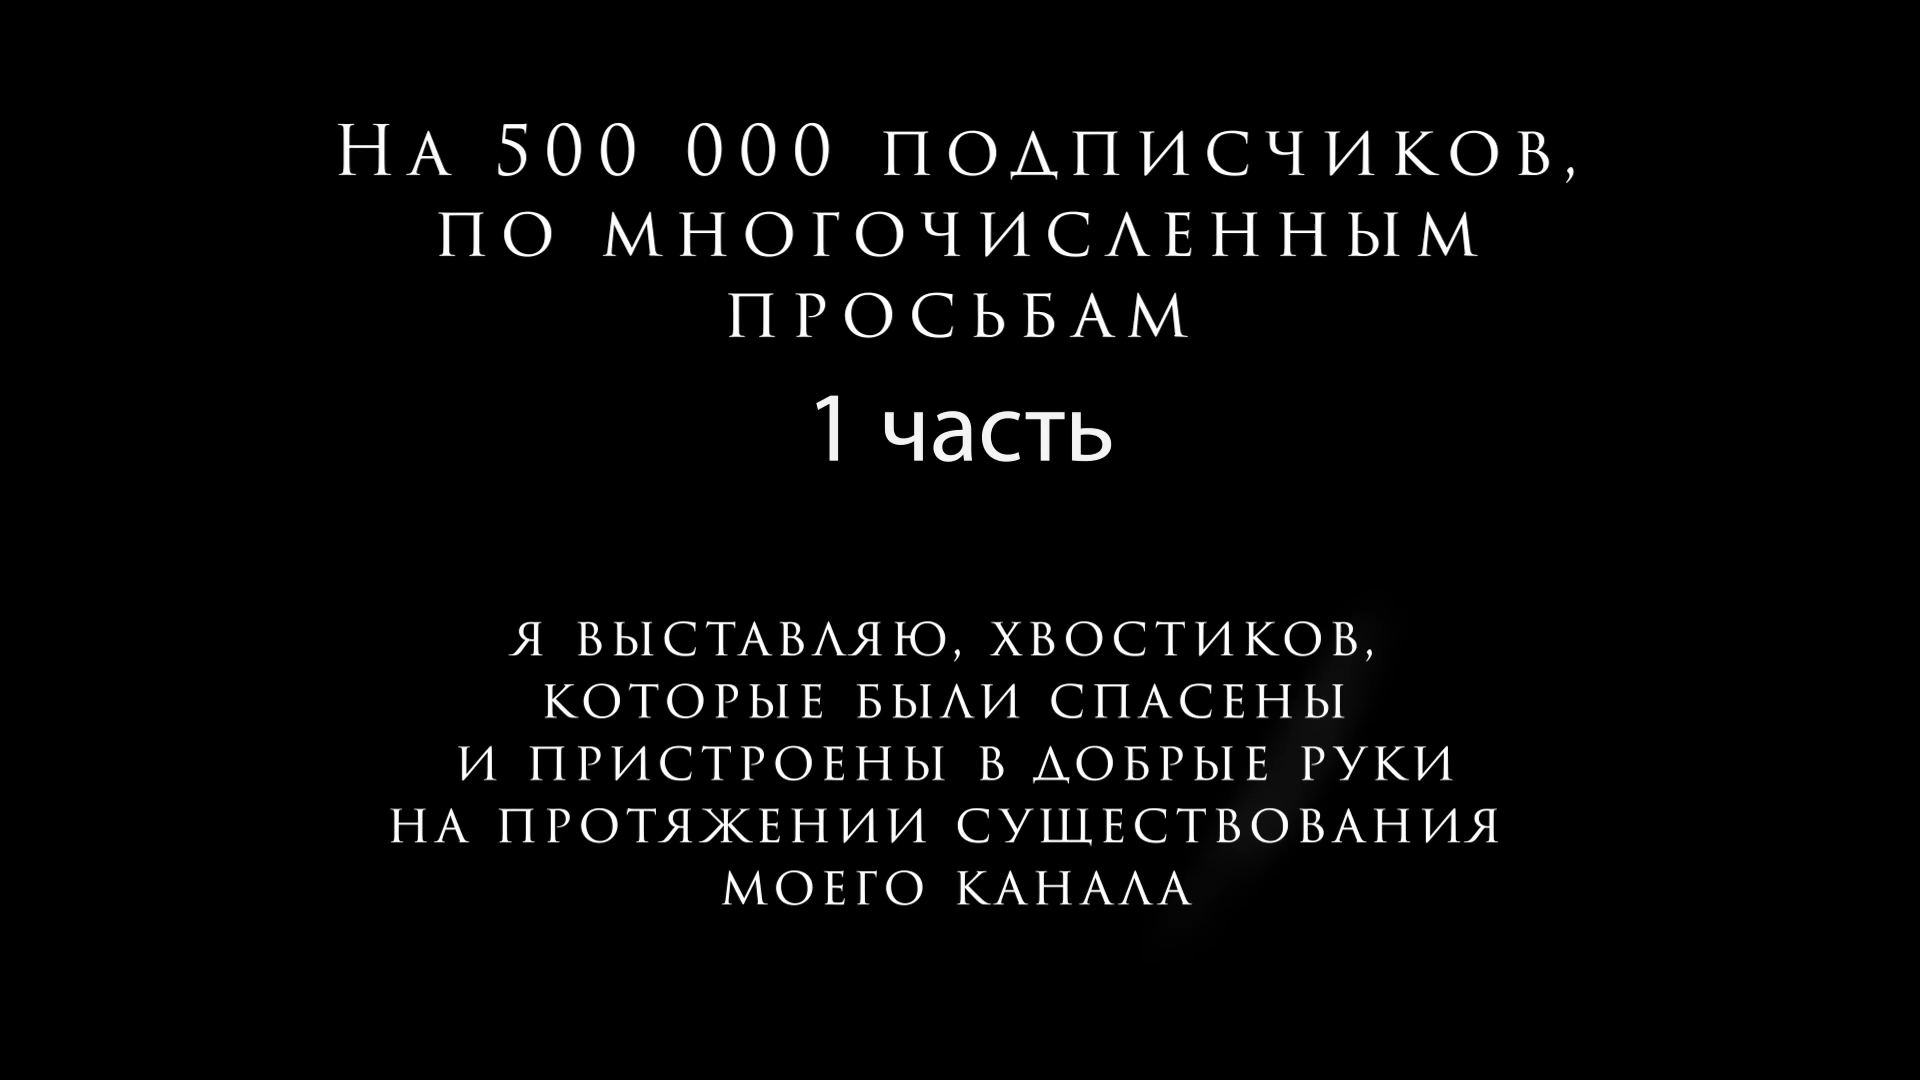 На 500 000 подписчиков,
по многочисленным
просьбам
1 часть
я выставляю, хвостиков,
которые были спасены
и пристроены в добрые руки
на протяжении существования
моего канала